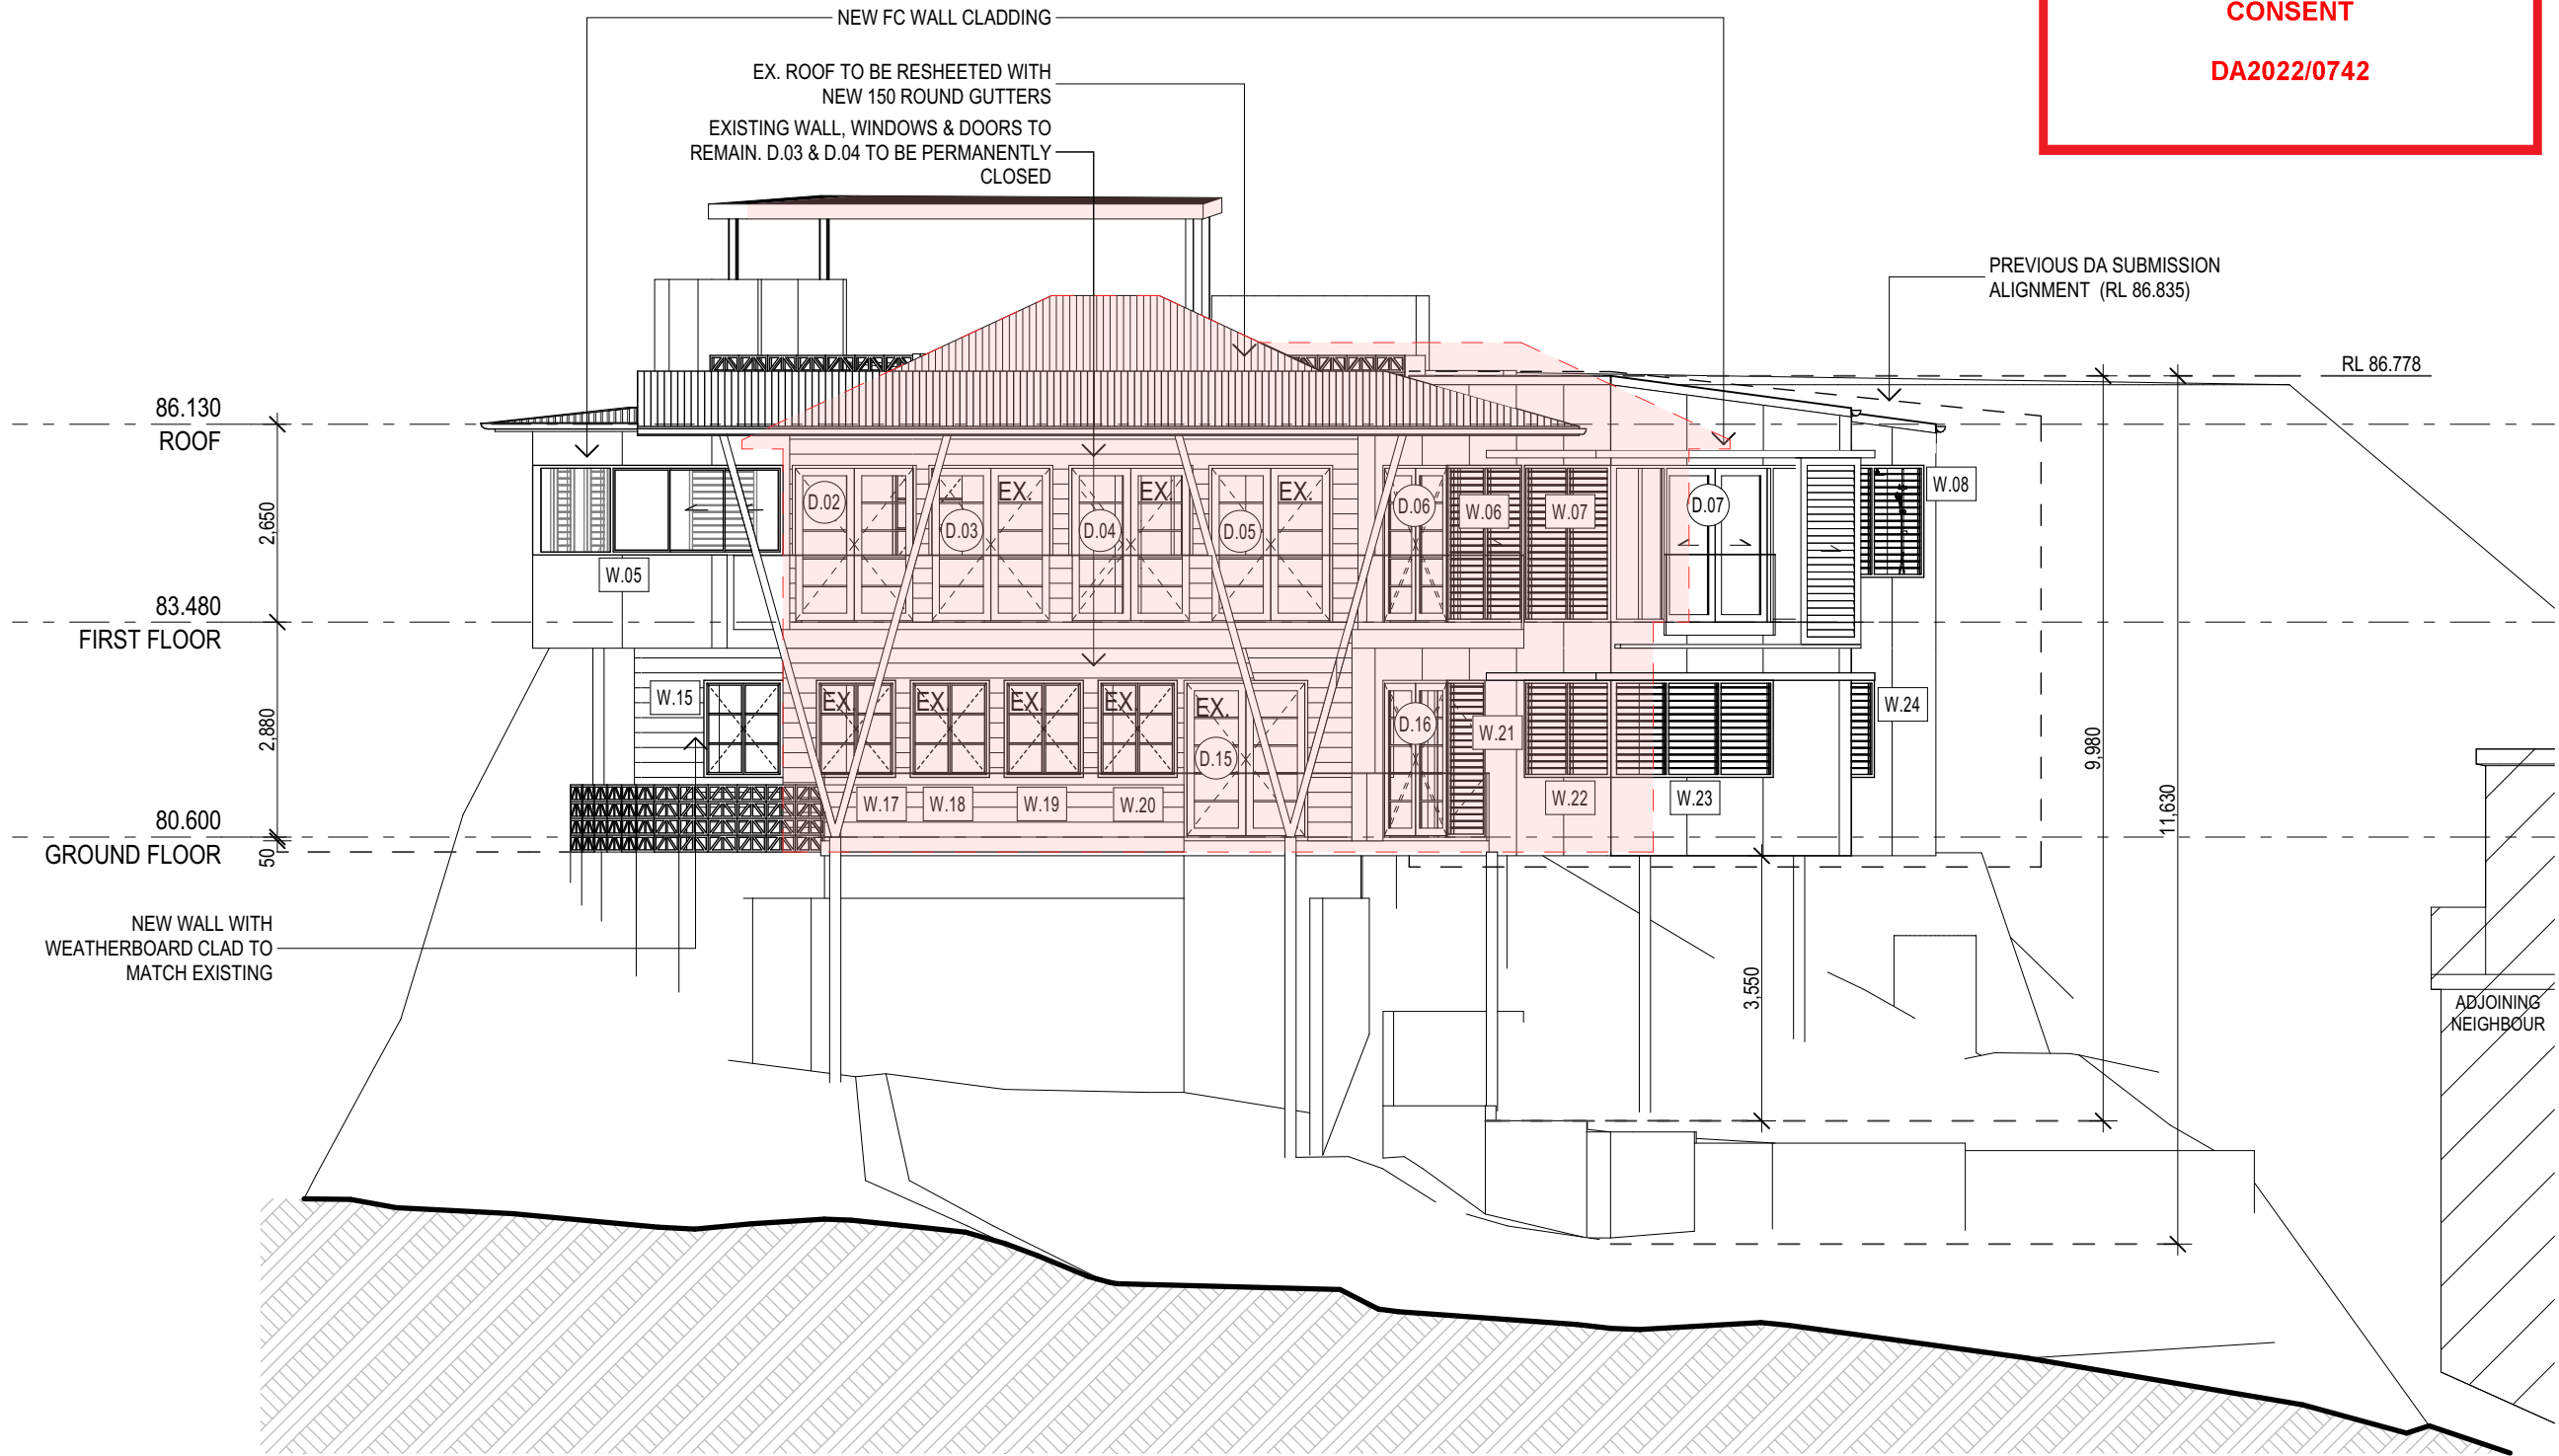 CONSENT
DA2022/0742
NEW FC WALL CLADDING
EX. ROOF TO BE RESHEETED WITH
NEW 150 ROUND GUTTERS
EXISTING WALL, WINDOWS & DOORS TO
REMAIN. D.03 & D.04 TO BE PERMANENTLY
CLOSED
PREVIOUS DA SUBMISSION
ALIGNMENT (RL 86.835)
RL 86.778
86.130
ROOF
2,650
83.480
FIRST FLOOR
2,880
80.600
GROUND FLOOR
50
D.02
D.03
EX.
D.04
EX.
D.05
EX.
D.06
W.06
W.07
D.07
W.08
W.05
W.15
EX.
EX.
EX.
EX.
EX.
D.15
D.16
W.21
W.24
W.17
W.18
W.19
W.20
W.22
W.23
9,980
11,630
3,550
NEW WALL WITH
WEATHERBOARD CLAD TO
MATCH EXISTING
ADJOINING
NEIGHBOUR